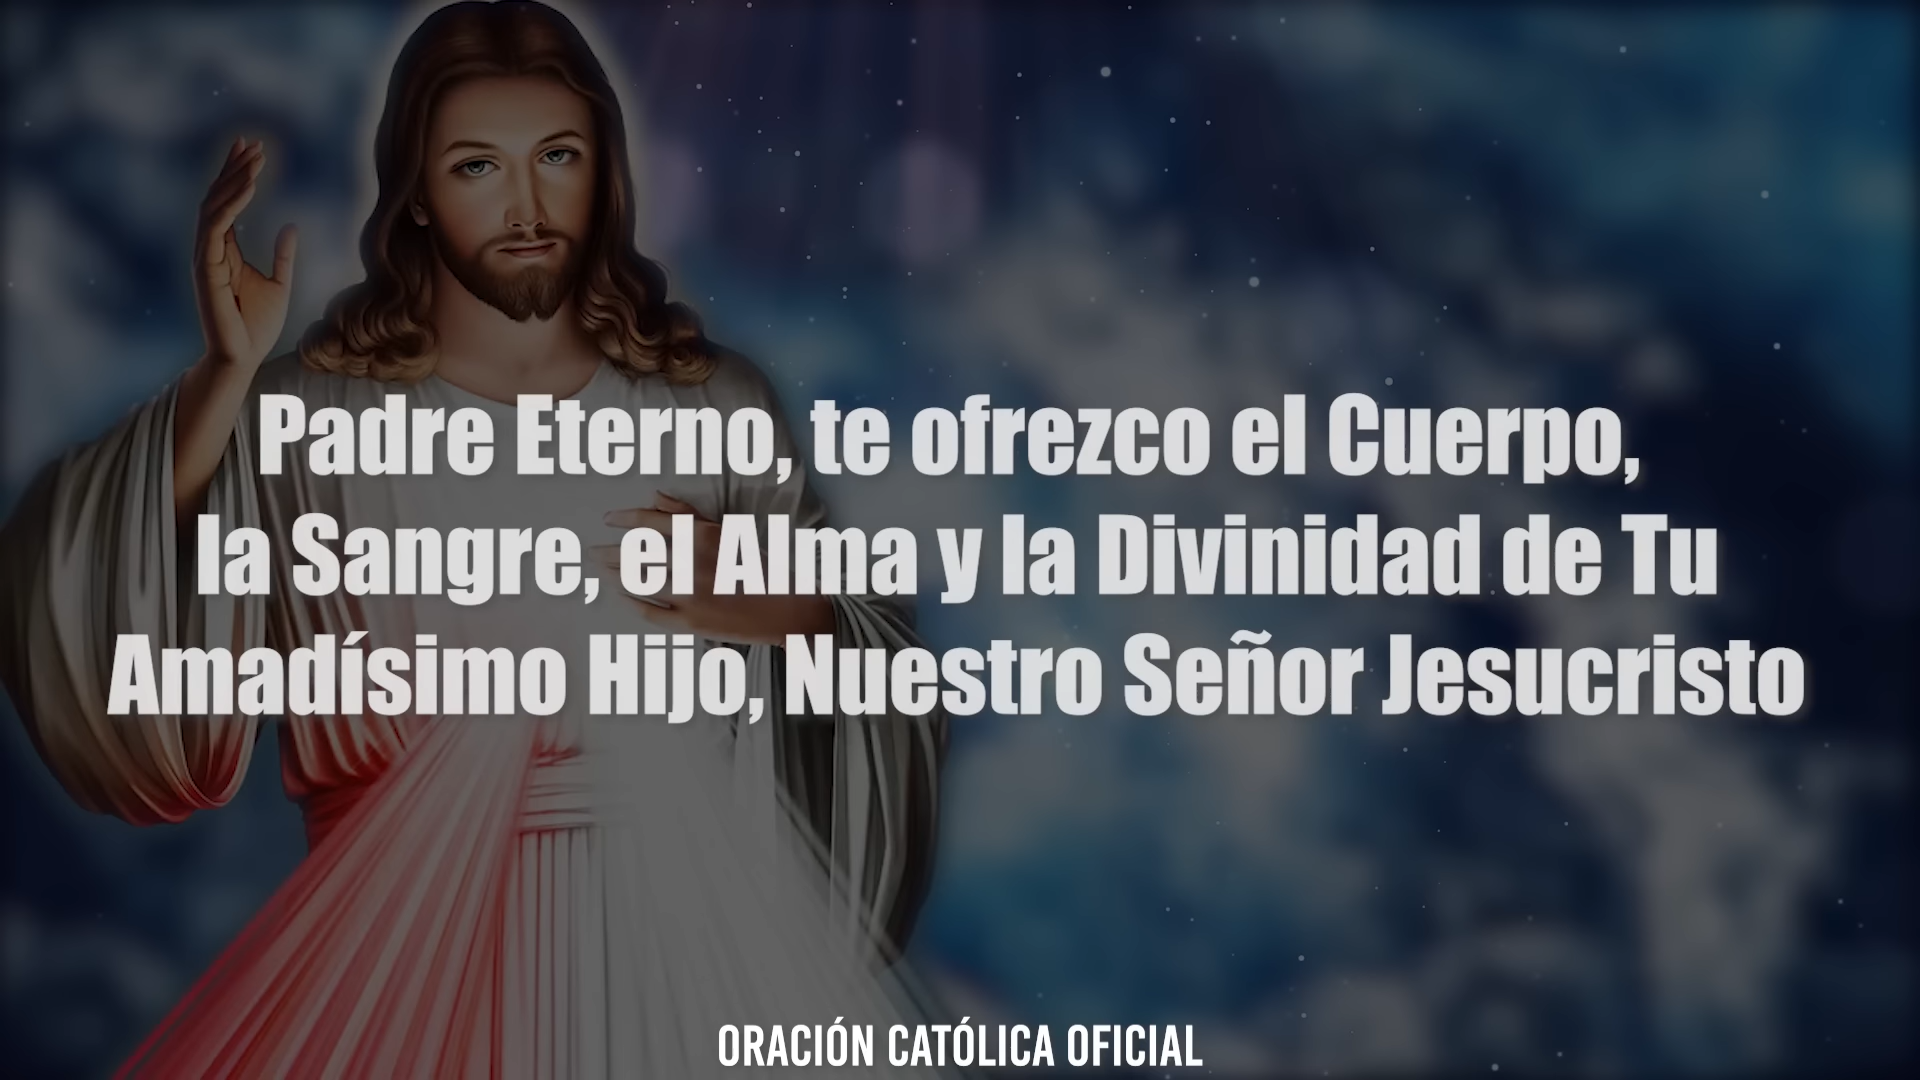 Padre Eterno, te ofrezco el Cuerpo,
la Sangre, el Alma y la Divinidad de Tu
Amadísimo Hijo, Nuestro Señor Jesucristo
ORACIÓN CATÓLICA OFICIAL